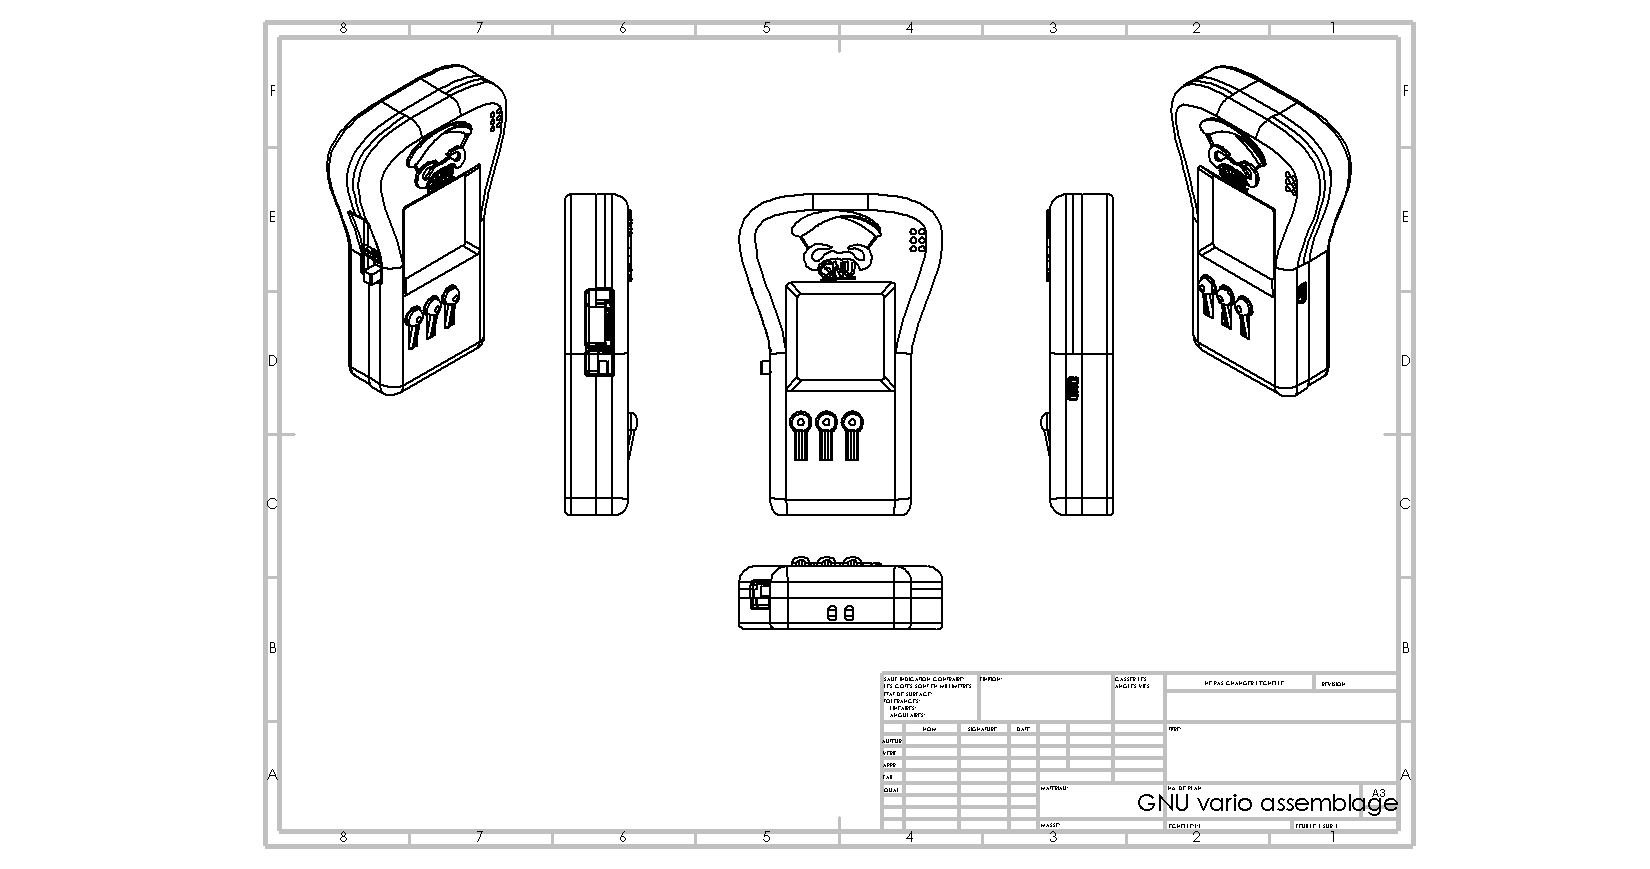 8 7 6 5 4 3 2 1
F F
E E
GNU
D D
C C
B B
SAUF INDICATION CONTRAIRE:
LES COTES SONT EN MILLIMETRES
ETAT DE SURFACE:
TOLERANCES:
LINEAIRES:
ANGULAIRES:
FINITION:
CASSER LES
ANGLES VIFS
NE PAS CHANGER L'ECHELLE
REVISION
NOM SIGNATURE DATE
TITRE:
AUTEUR
VERIF.
APPR.
FAB.
A A
QUAL.
MATERIAU:
No. DE PLAN
A3
GNU vario assemblage
MASSE:
ECHELLE:1:1
FEUILLE 1 SUR 1
8 7 6 5 4 3 2 1